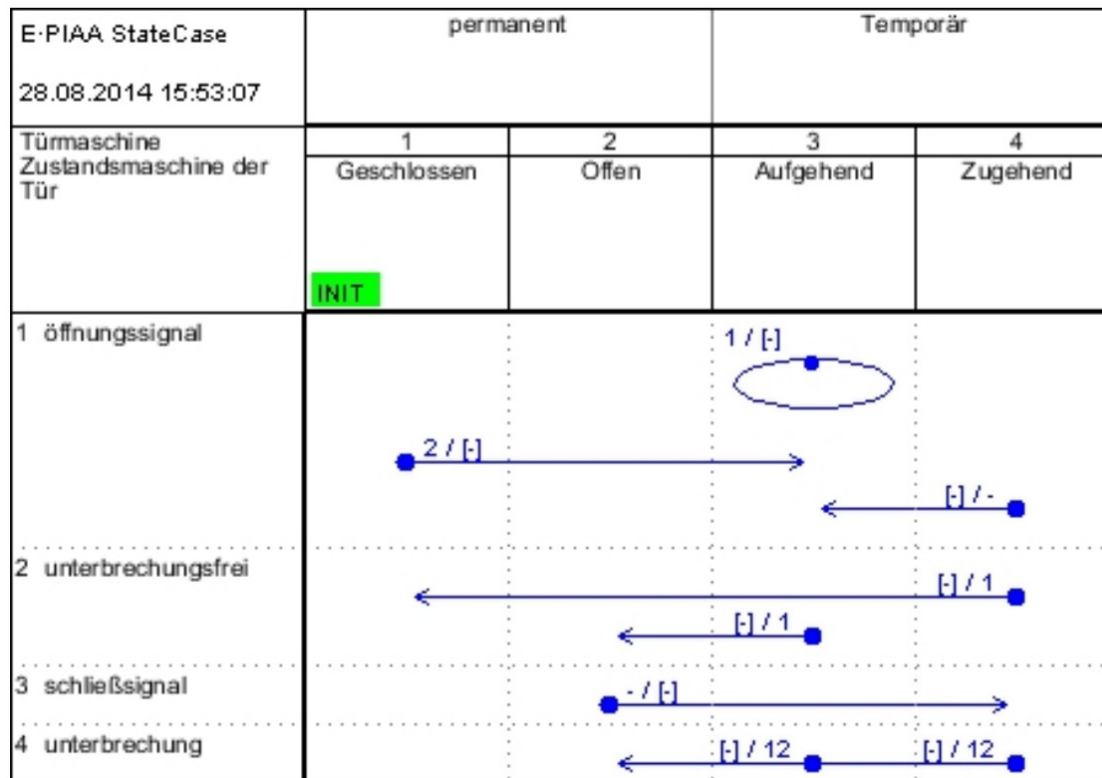 E·PIAA StateCase
28.08.2014 15:53:07
permanent
Temporär
Türmaschine
Zustandsmaschine der
Tür
1
2
3
4
Geschlossen
Offen
Aufgehend
Zugehend
INIT
1 öffnungssignal
1 / [-]
2 / [-]
[-] / -
2 unterbrechungsfrei
[-] / 1
[-] / 1
3 schließsignal
- / [-]
4 unterbrechung
[-] / 12
[-] / 12